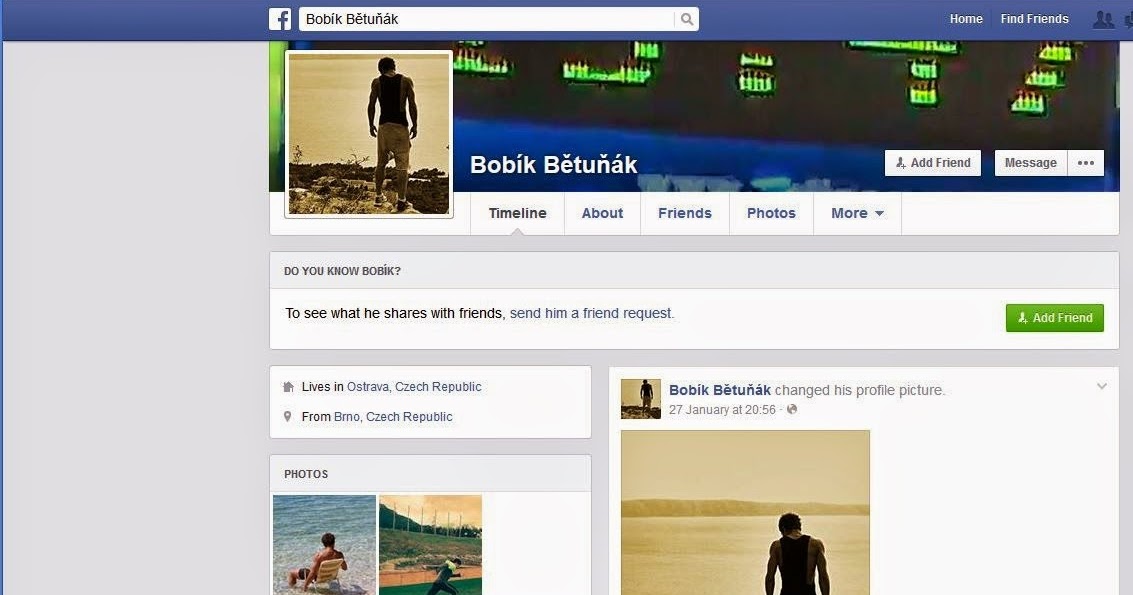 Bobík Bětuňák
Home
Find Friends
Bobík Bětuňák
Add Friend
Message
Timeline
About
Friends
Photos
More
DO YOU KNOW BOBÍK?
To see what he shares with friends, send him a friend request.
Add Friend
Lives in Ostrava, Czech Republic
From Brno, Czech Republic
PHOTOS
Bobík Bětuňák changed his profile picture.
27 January at 20:56 ·